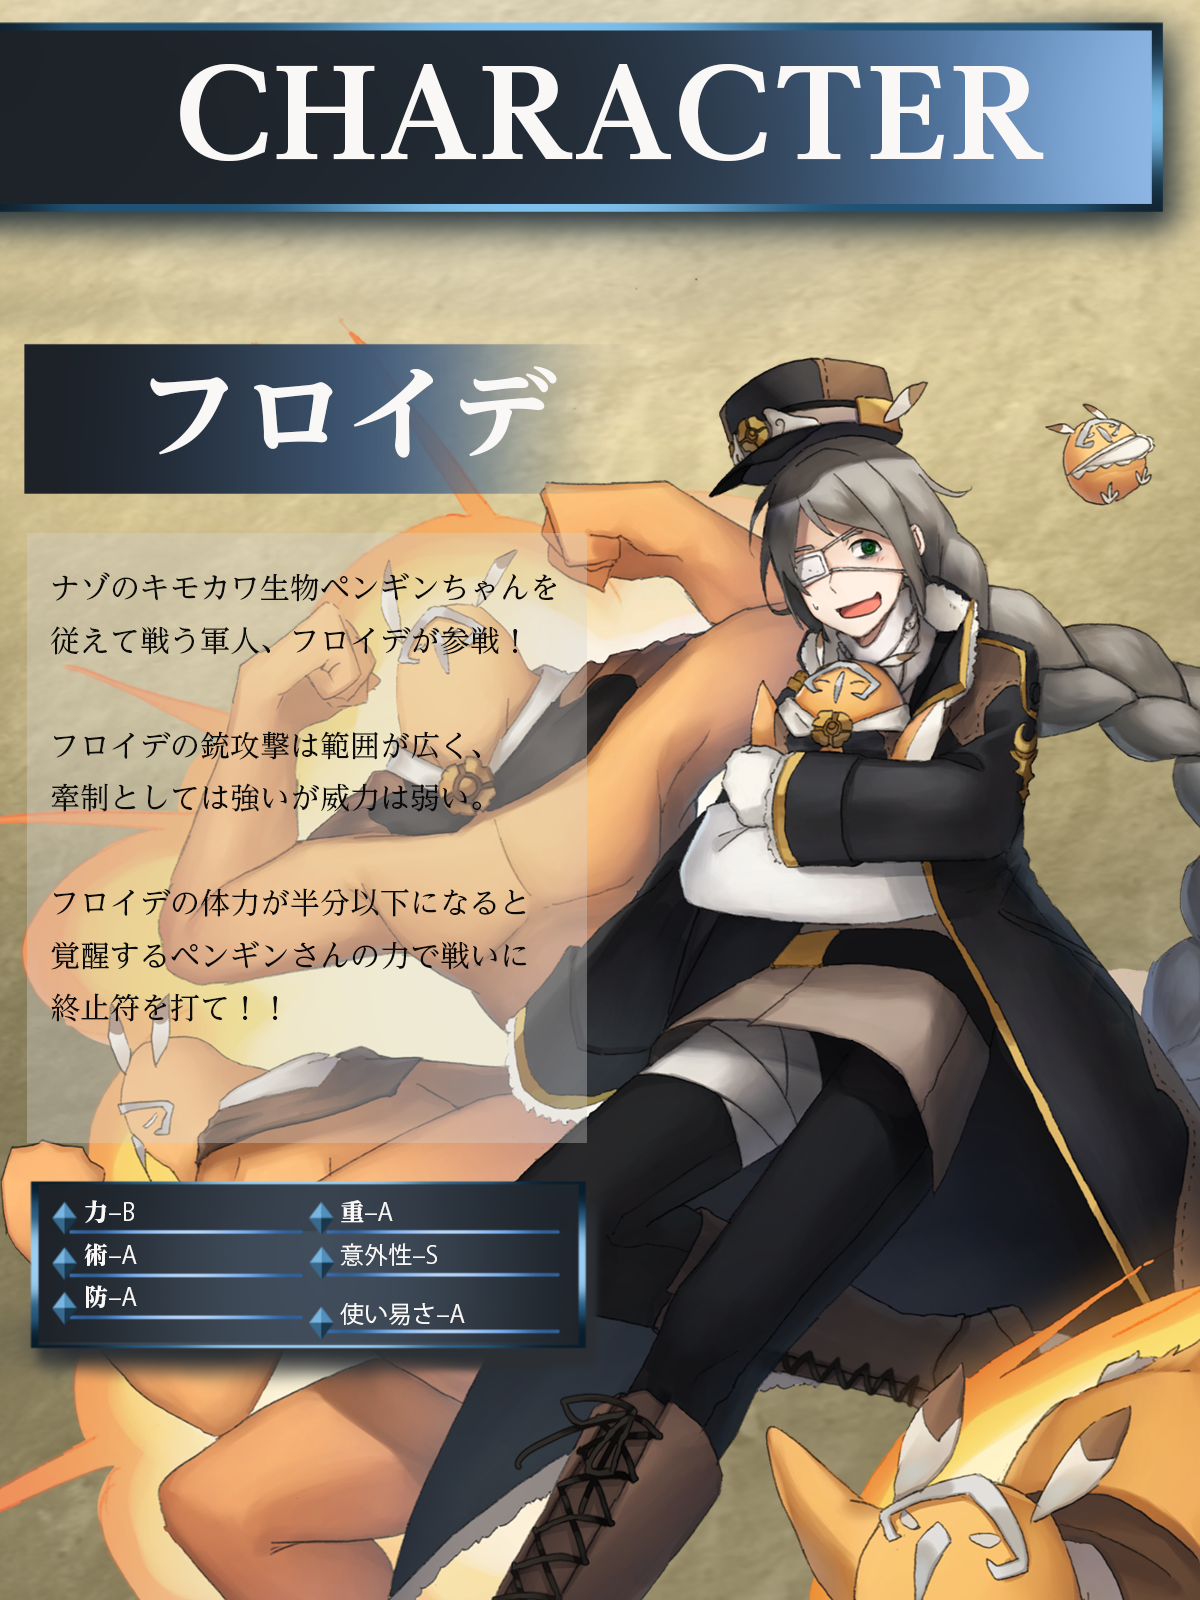 CHARACTER
フロイデ
ナゾのキモカワ生物ペンギンちゃんを
従えて戦う軍人、フロイデが参戦！
フロイデの銃攻撃は範囲が広く、
牽制としては強いが威力は弱い。
フロイデの体力が半分以下になると
覚醒するペンギンさんの力で戦いに
終止符を打て！！
力–B
術–A
防–A
重–A
意外性–S
使い易さ–A